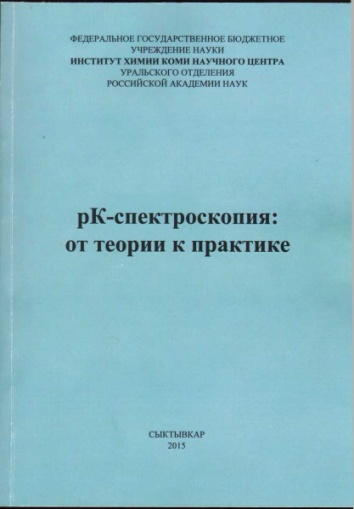 ФЕДЕРАЛЬНОЕ ГОСУДАРСТВЕННОЕ БЮДЖЕТНОЕ
УЧРЕЖДЕНИЕ НАУКИ
ИНСТИТУТ ХИМИИ КОМИ НАУЧНОГО ЦЕНТРА
УРАЛЬСКОГО ОТДЕЛЕНИЯ
РОССИЙСКОЙ АКАДЕМИИ НАУК
рК-спектроскопия:
от теории к практике
СЫКТЫВКАР
2015